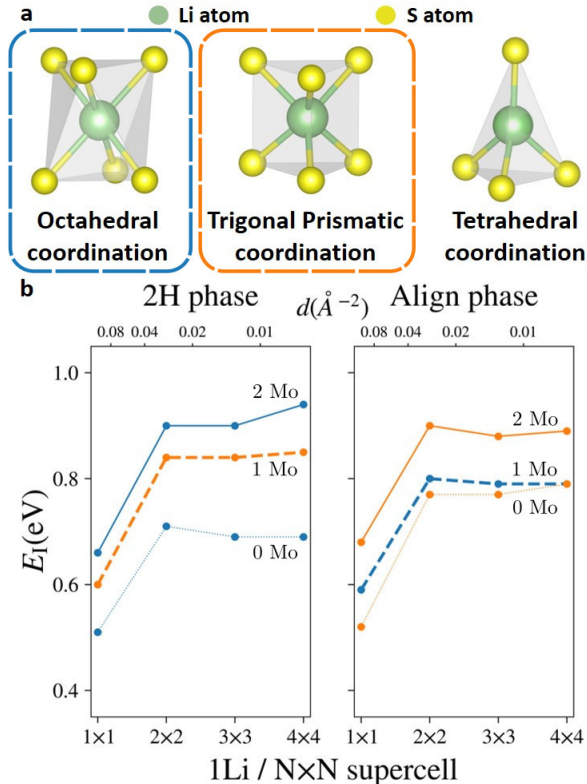 a
Li atom
S atom
Octahedral
coordination
Trigonal Prismatic
coordination
Tetrahedral
coordination
b
2H phase
d(Å⁻²)
Align phase
0.08 0.04 0.02 0.01
0.08 0.04 0.02 0.01
E_I(eV)
1.0
0.8
0.6
0.4
2 Mo
1 Mo
0 Mo
2 Mo
1 Mo
0 Mo
1×1 2×2 3×3 4×4
1×1 2×2 3×3 4×4
1Li / N×N supercell